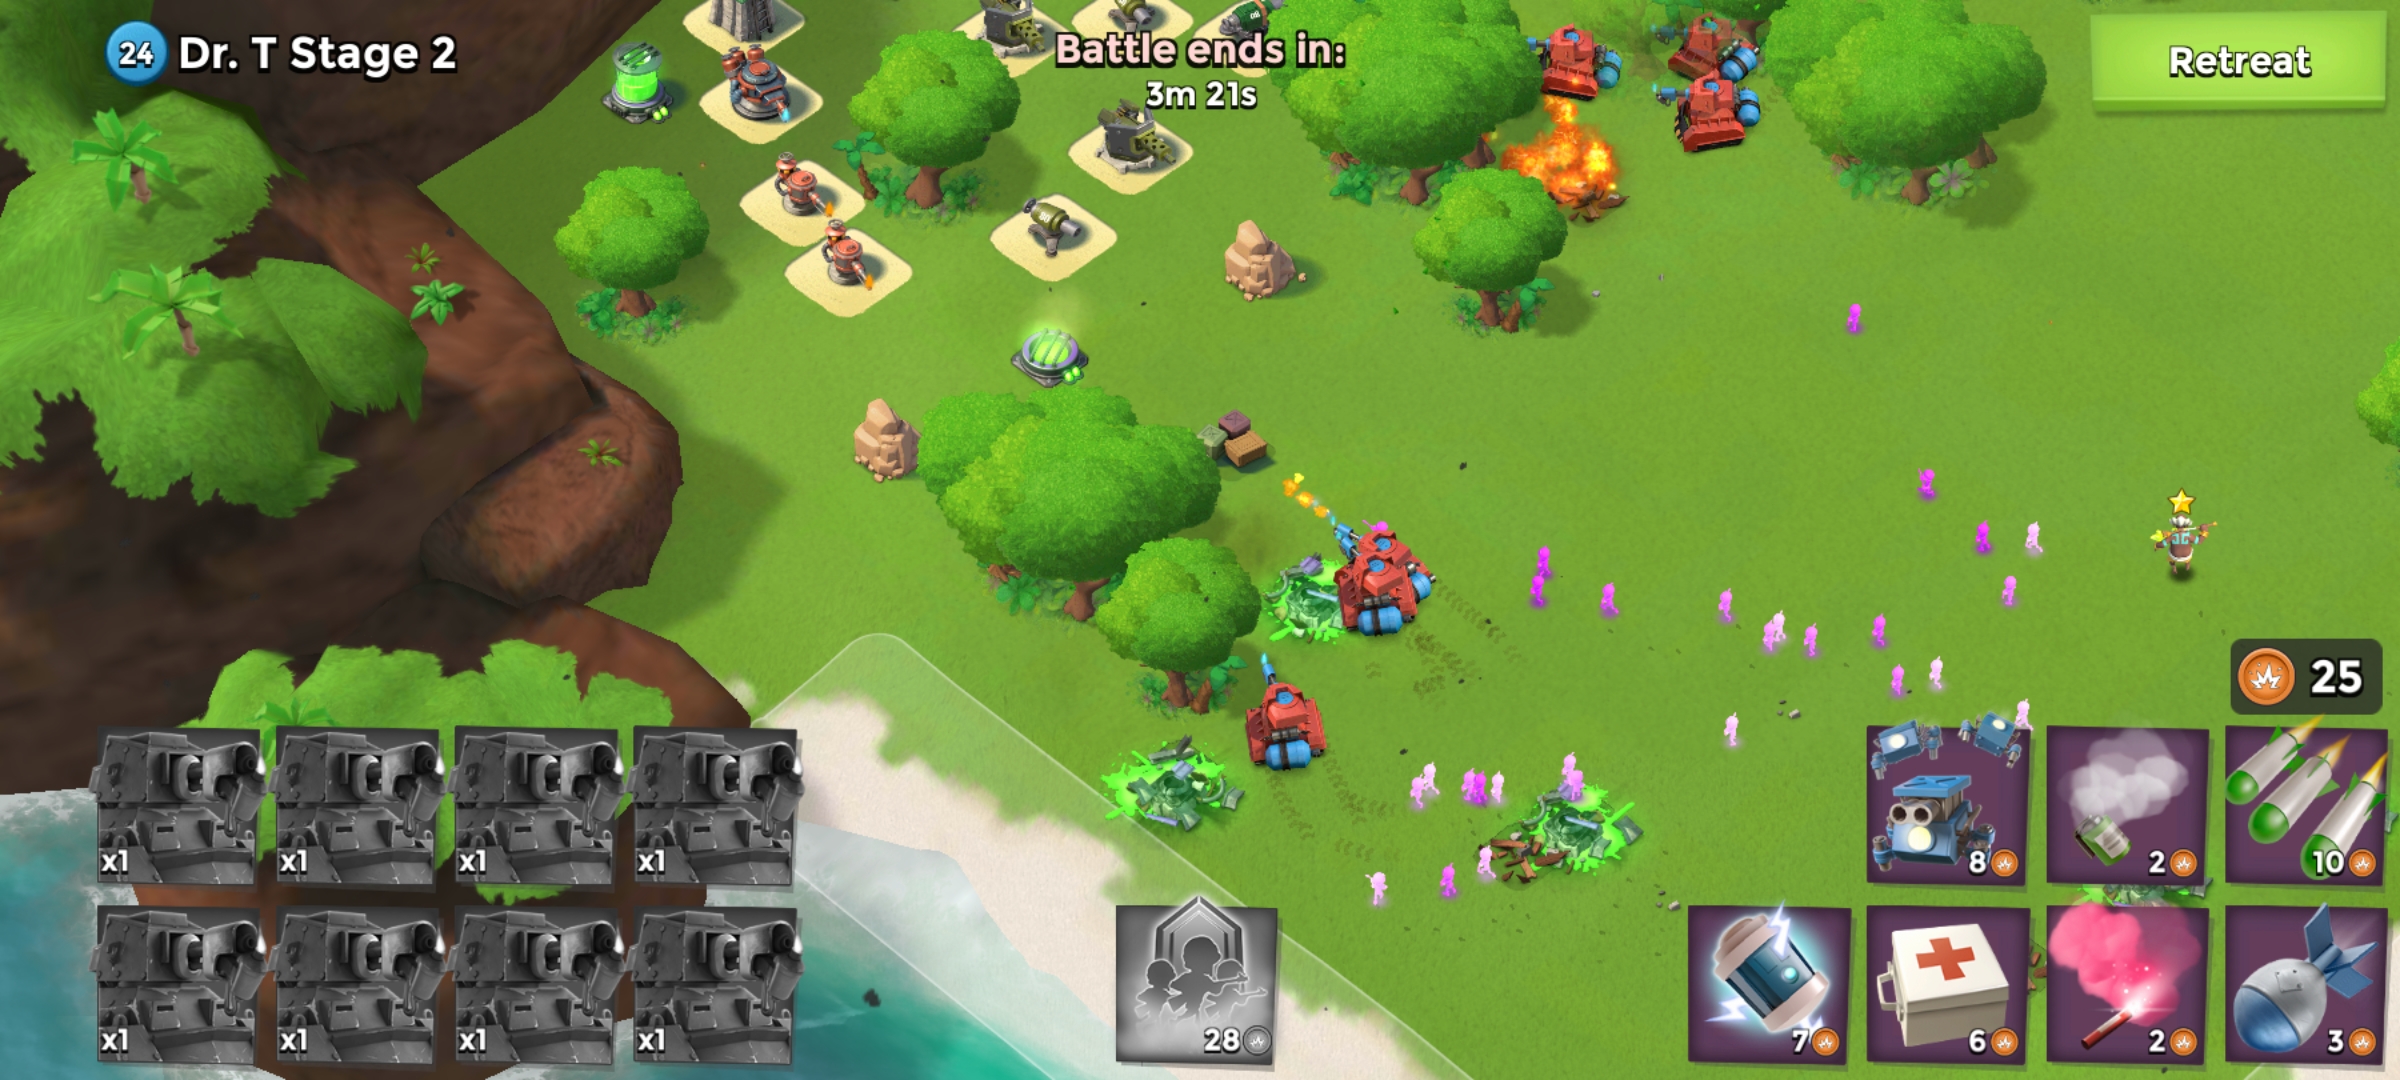 24 Dr. T Stage 2
Battle ends in:
3m 21s
Retreat
25
x1 x1 x1 x1
8 2 10
x1 x1 x1 x1
28
7 6 2 3